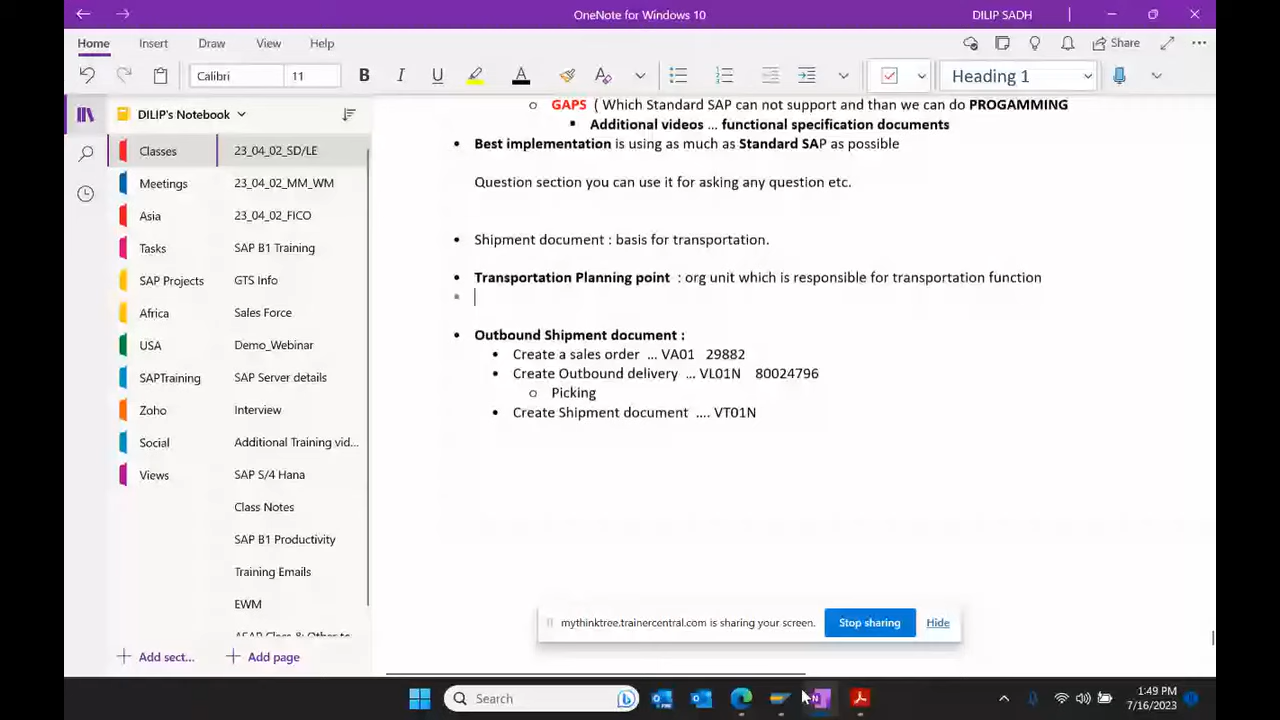 OneNote for Windows 10
DILIP SADH
Home
Insert
Draw
View
Help
Share
Calibri
11
B
I
U
A
A
Heading 1
DILIP's Notebook
Classes
Meetings
Asia
Tasks
SAP Projects
Africa
USA
SAPTraining
Zoho
Social
Views
Add sect...
23_04_02_SD/LE
23_04_02_MM_WM
23_04_02_FICO
SAP B1 Training
GTS Info
Sales Force
Demo_Webinar
SAP Server details
Interview
Additional Training vid...
SAP S/4 Hana
Class Notes
SAP B1 Productivity
Training Emails
EWM
Add page
GAPS ( Which Standard SAP can not support and than we can do PROGAMMING
Additional videos ... functional specification documents
Best implementation is using as much as Standard SAP as possible
Question section you can use it for asking any question etc.
Shipment document : basis for transportation.
Transportation Planning point : org unit which is responsible for transportation function
Outbound Shipment document :
Create a sales order ... VA01 29882
Create Outbound delivery ... VL01N 80024796
Picking
Create Shipment document .... VT01N
mythinktree.trainercentral.com is sharing your screen.
Stop sharing
Hide
Search
1:49 PM
7/16/2023